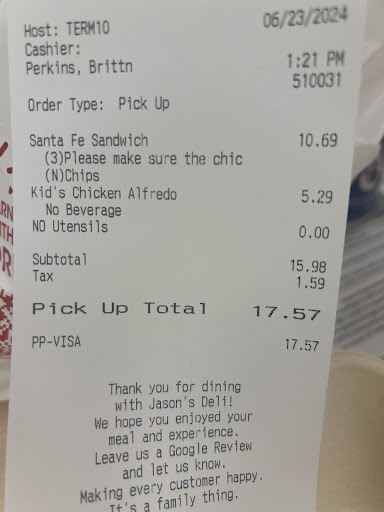 Host: TERM10 06/23/2024
Cashier:
Perkins, Brittn 1:21 PM
510031
Order Type: Pick Up
Santa Fe Sandwich 10.69
(3)Please make sure the chic
(N)Chips
Kid's Chicken Alfredo 5.29
No Beverage
NO Utensils 0.00
Subtotal 15.98
Tax 1.59
Pick Up Total 17.57
PP-VISA 17.57
Thank you for dining
with Jason's Deli!
We hope you enjoyed your
meal and experience.
Leave us a Google Review
and let us know.
Making every customer happy.
It's a family thing.